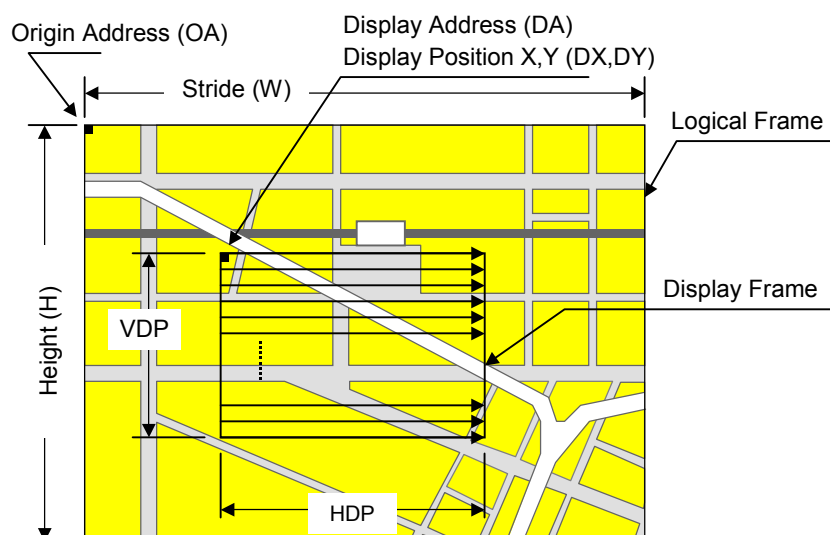 Origin Address (OA)
Display Address (DA)
Display Position X,Y (DX,DY)
Stride (W)
Logical Frame
Height (H)
VDP
Display Frame
HDP